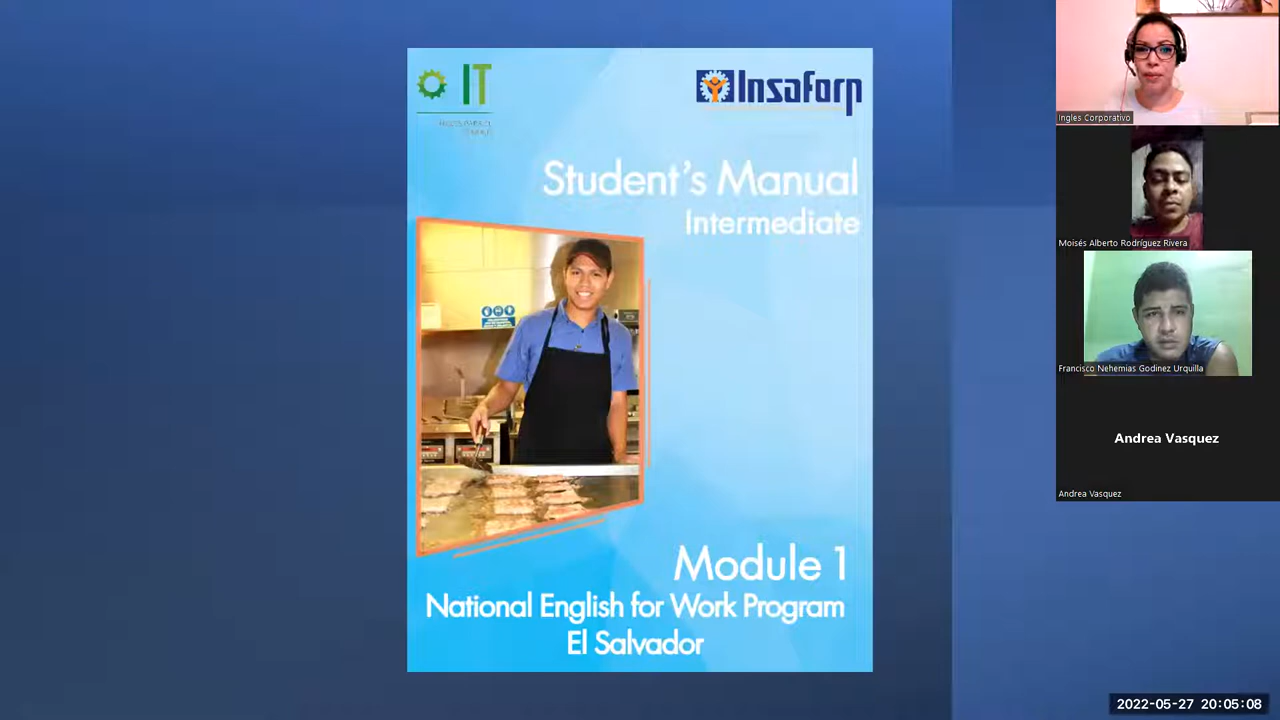 IT
Insaforp
Student's Manual
Intermediate
Module 1
National English for Work Program
El Salvador
Ingles Corporativo
Moisés Alberto Rodríguez Rivera
Francisco Nehemias Godinez Urquilla
Andrea Vasquez
Andrea Vasquez
2022-05-27 20:05:08